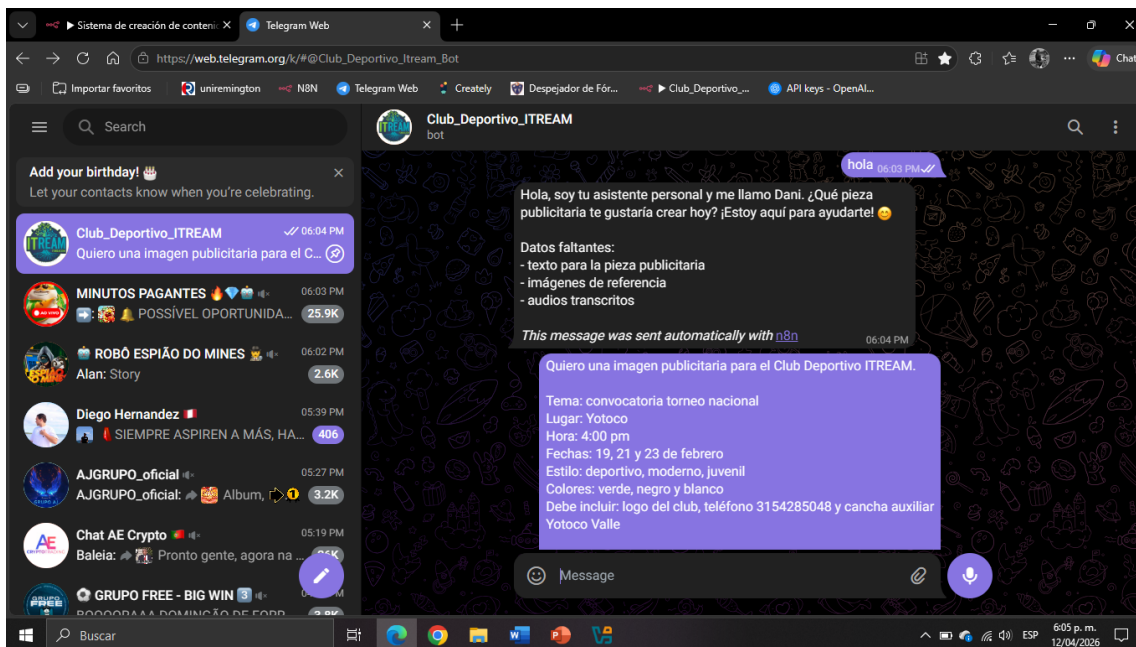 Sistema de creación de conteni
Telegram Web
https://web.telegram.org/k/#@Club_Deportivo_Itream_Bot
Chat
Importar favoritos
uniremington
N8N
Telegram Web
Creately
Despejador de Fór...
Club_Deportivo_...
API keys - OpenAI...
Search
Add your birthday! 🎂
Let your contacts know when you're celebrating.
Club_Deportivo_ITREAM
06:04 PM
Quiero una imagen publicitaria para el C...
MINUTOS PAGANTES
06:03 PM
POSSÍVEL OPORTUNIDA...
25.9K
ROBÔ ESPIÃO DO MINES
06:02 PM
Alan: Story
2.6K
Diego Hernandez
05:39 PM
SIEMPRE ASPIREN A MÁS, HA...
406
AJGRUPO_oficial
05:27 PM
AJGRUPO_oficial: Album,
3.2K
Chat AE Crypto
05:19 PM
Baleia: Pronto gente, agora na ...
GRUPO FREE - BIG WIN 3
Club_Deportivo_ITREAM
bot
hola 06:03 PM
Hola, soy tu asistente personal y me llamo Dani. ¿Qué pieza
publicitaria te gustaría crear hoy? ¡Estoy aquí para ayudarte! 😊
Datos faltantes:
- texto para la pieza publicitaria
- imágenes de referencia
- audios transcritos
This message was sent automatically with n8n
06:04 PM
Quiero una imagen publicitaria para el Club Deportivo ITREAM.
Tema: convocatoria torneo nacional
Lugar: Yotoco
Hora: 4:00 pm
Fechas: 19, 21 y 23 de febrero
Estilo: deportivo, moderno, juvenil
Colores: verde, negro y blanco
Debe incluir: logo del club, teléfono 3154285048 y cancha auxiliar
Yotoco Valle
Message
Buscar
ESP
6:05 p. m.
12/04/2026